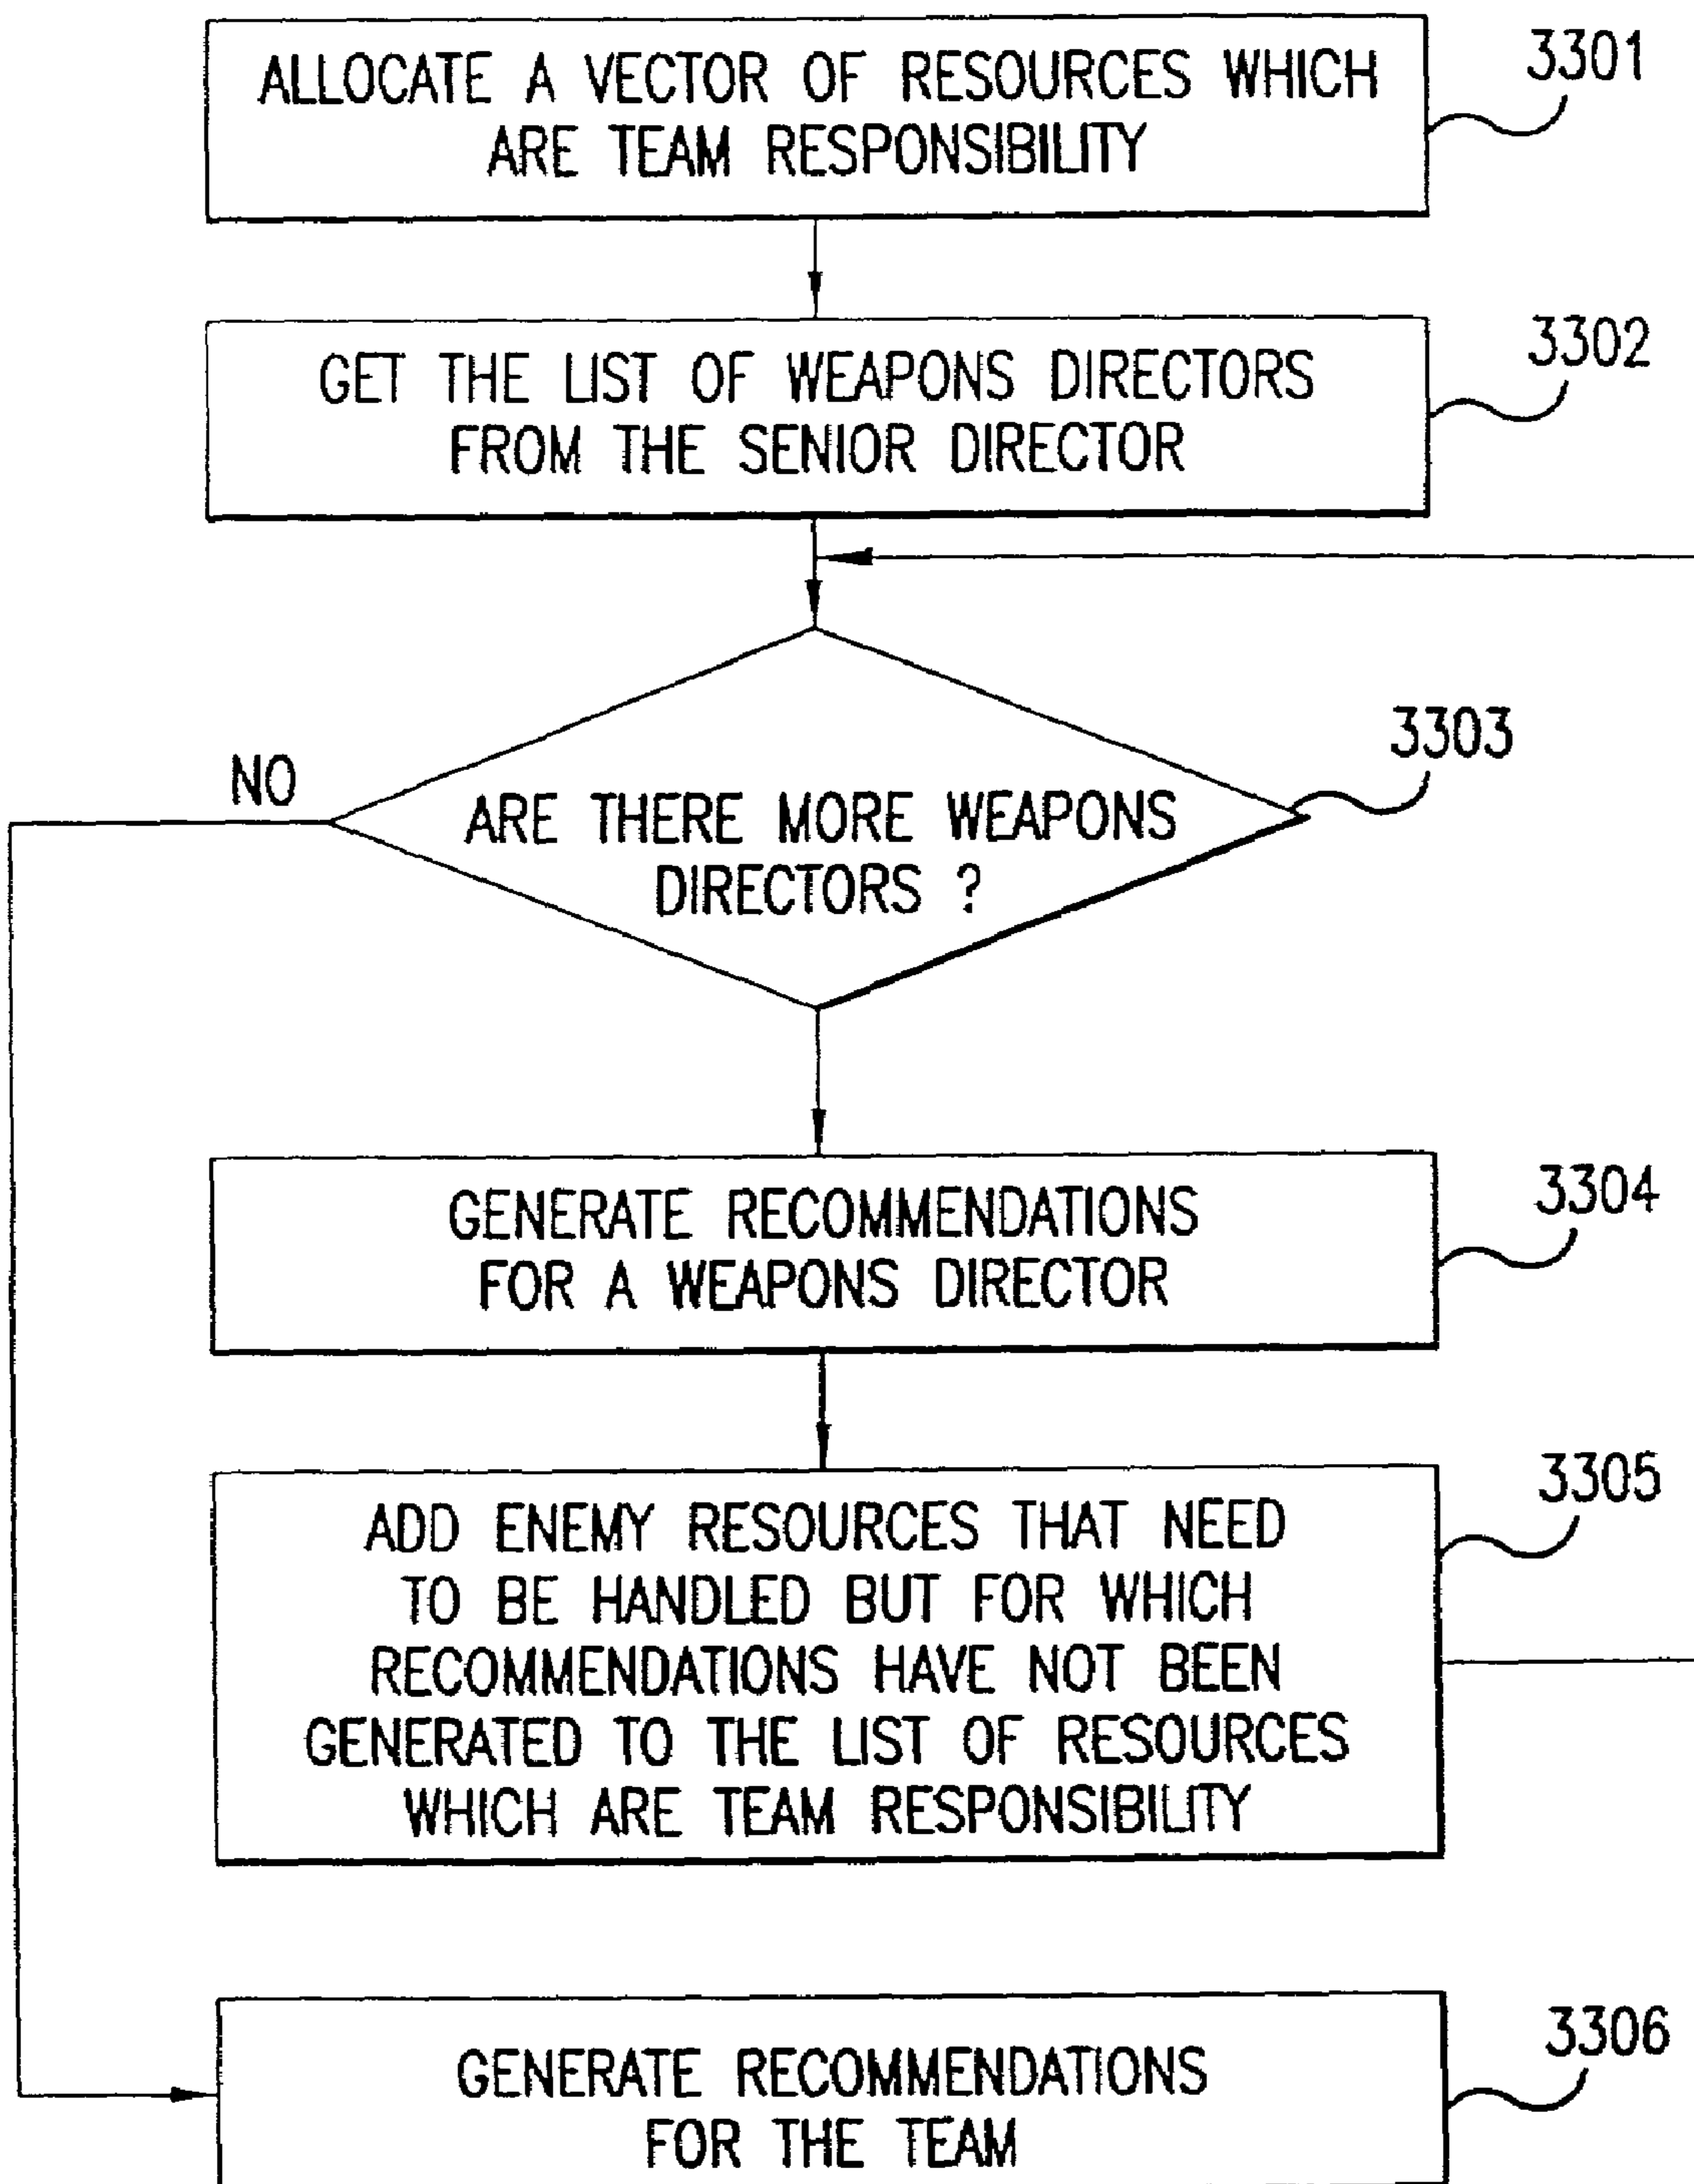 ALLOCATE A VECTOR OF RESOURCES WHICH
ARE TEAM RESPONSIBILITY
3301
GET THE LIST OF WEAPONS DIRECTORS
FROM THE SENIOR DIRECTOR
3302
NO
ARE THERE MORE WEAPONS
DIRECTORS ?
3303
GENERATE RECOMMENDATIONS
FOR A WEAPONS DIRECTOR
3304
ADD ENEMY RESOURCES THAT NEED
TO BE HANDLED BUT FOR WHICH
RECOMMENDATIONS HAVE NOT BEEN
GENERATED TO THE LIST OF RESOURCES
WHICH ARE TEAM RESPONSIBILITY
3305
GENERATE RECOMMENDATIONS
FOR THE TEAM
3306